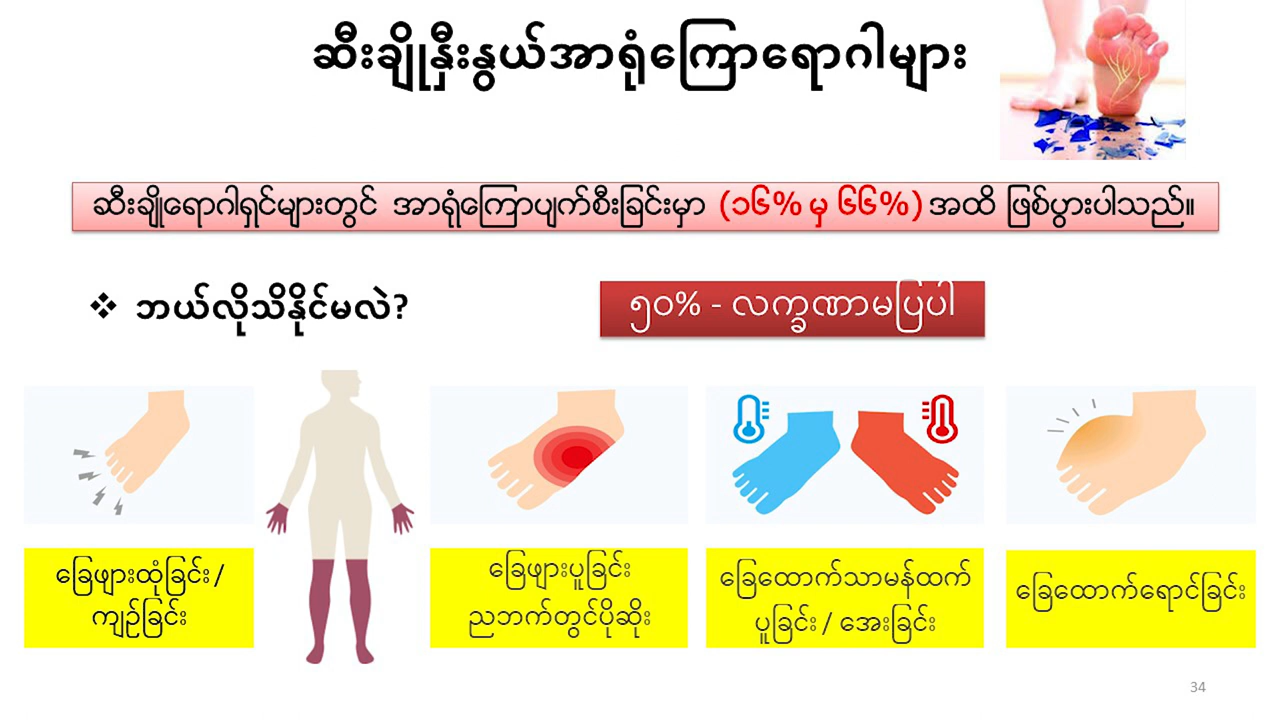 ဆီးချိုနှီးနွယ်အာရုံကြောရောဂါများ
ဆီးချိုရောဂါရှင်များတွင် အာရုံကြောပျက်စီးခြင်းမှာ (၁၆% မှ ၆၆%) အထိ ဖြစ်ပွားပါသည်။
❖ ဘယ်လိုသိနိုင်မလဲ?
၅၀% - လက္ခဏာမပြပါ
ခြေဖျားထုံခြင်း /
ကျဉ်ခြင်း
ခြေဖျားပူခြင်း
ညဘက်တွင်ပိုဆိုး
ခြေထောက်သာမန်ထက်
ပူခြင်း / အေးခြင်း
ခြေထောက်ရောင်ခြင်း
34